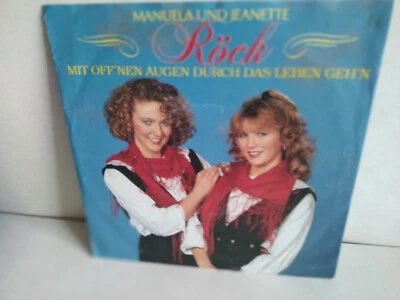 MANUELA UND JEANETTE
Röck
MIT OFF'NEN AUGEN DURCH DAS LEBEN GEH'N